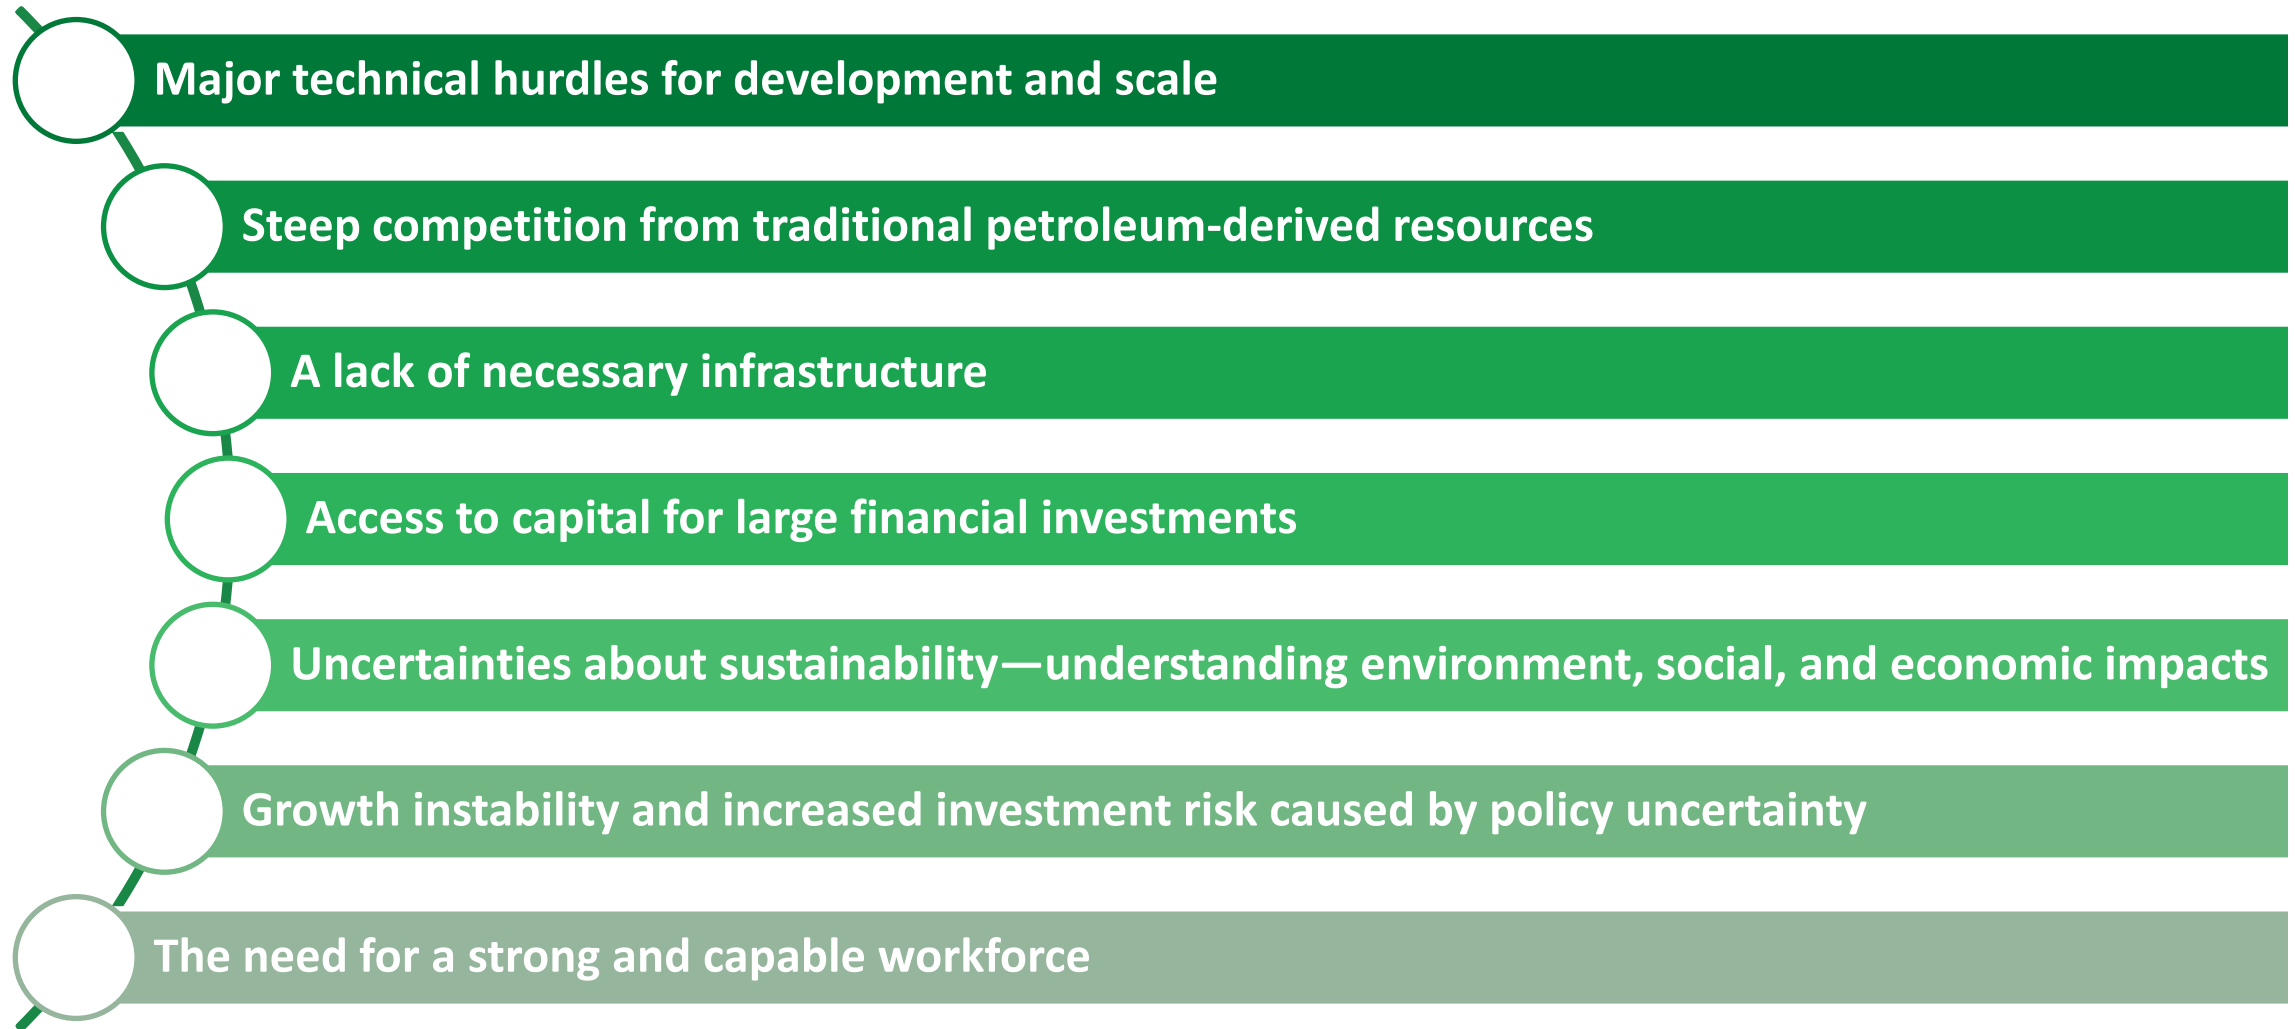 Major technical hurdles for development and scale
Steep competition from traditional petroleum-derived resources
A lack of necessary infrastructure
Access to capital for large financial investments
Uncertainties about sustainability—understanding environment, social, and economic impacts
Growth instability and increased investment risk caused by policy uncertainty
The need for a strong and capable workforce